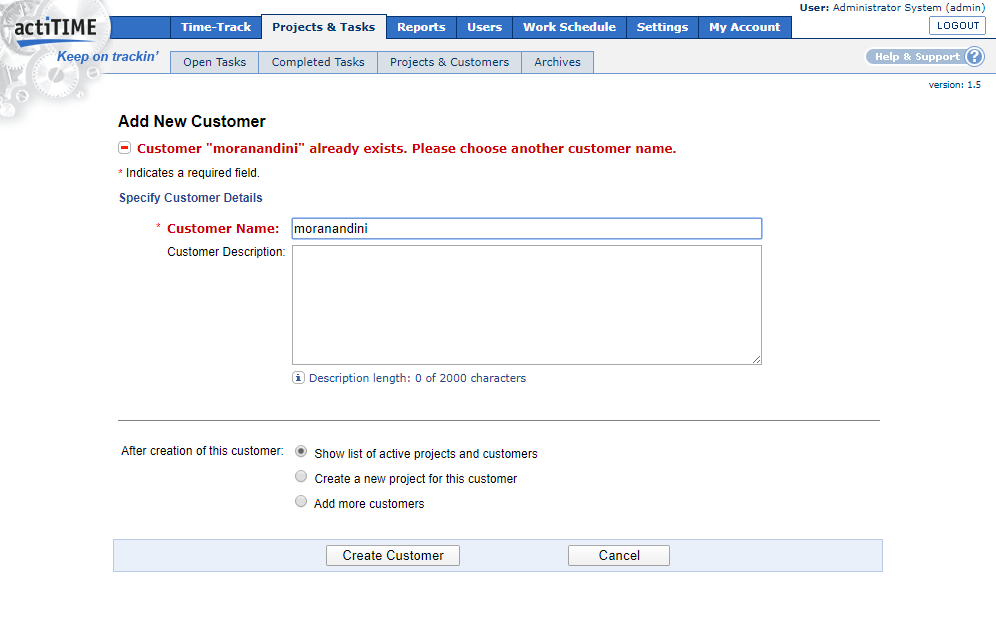 User: Administrator System (admin)
actiTIME
Time-Track Projects & Tasks Reports Users Work Schedule Settings My Account
LOGOUT
Keep on trackin'
Open Tasks Completed Tasks Projects & Customers Archives
Help & Support ?
version: 1.5
Add New Customer
Customer "moranandini" already exists. Please choose another customer name.
* Indicates a required field.
Specify Customer Details
* Customer Name: moranandini
Customer Description:
Description length: 0 of 2000 characters
After creation of this customer: Show list of active projects and customers
Create a new project for this customer
Add more customers
Create Customer Cancel